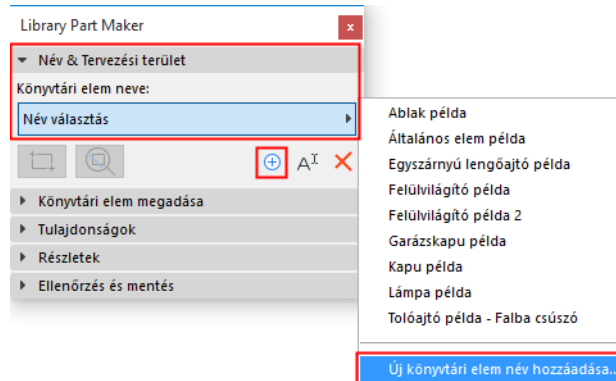 Library Part Maker
x
Név & Tervezési terület
Könyvtári elem neve:
Név választás
A
Könyvtári elem megadása
Tulajdonságok
Részletek
Ellenőrzés és mentés
Ablak példa
Általános elem példa
Egyszárnyú lengőajtó példa
Felülvilágító példa
Felülvilágító példa 2
Garázskapu példa
Kapu példa
Lámpa példa
Tolóajtó példa - Falba csúszó
Új könyvtári elem név hozzáadása...